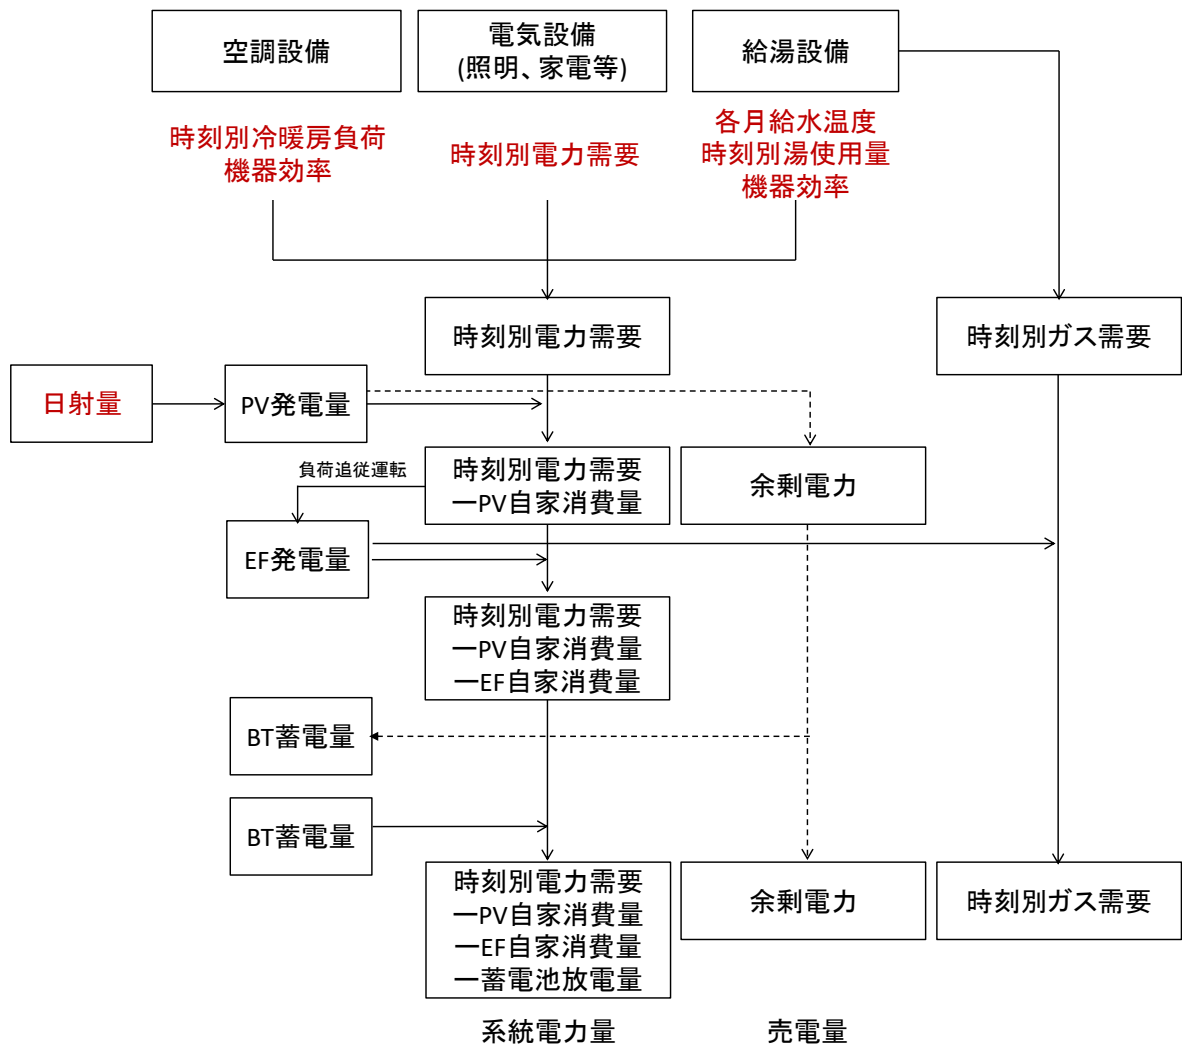 空調設備
電気設備
(照明、家電等)
給湯設備
時刻別冷暖房負荷
機器効率
時刻別電力需要
各月給水温度
時刻別湯使用量
機器効率
時刻別電力需要
時刻別ガス需要
日射量
PV発電量
時刻別電力需要
ーPV自家消費量
余剰電力
負荷追従運転
EF発電量
時刻別電力需要
ーPV自家消費量
ーEF自家消費量
BT蓄電量
BT蓄電量
時刻別電力需要
ーPV自家消費量
ーEF自家消費量
ー蓄電池放電量
余剰電力
時刻別ガス需要
系統電力量
売電量